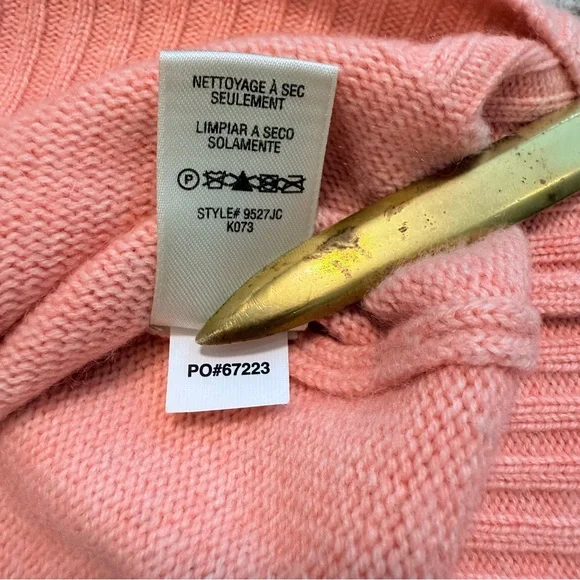 NETTOYAGE À SEC
SEULEMENT
LIMPIAR A SECO
SOLAMENTE
P
STYLE# 9527JC
K073
PO#67223